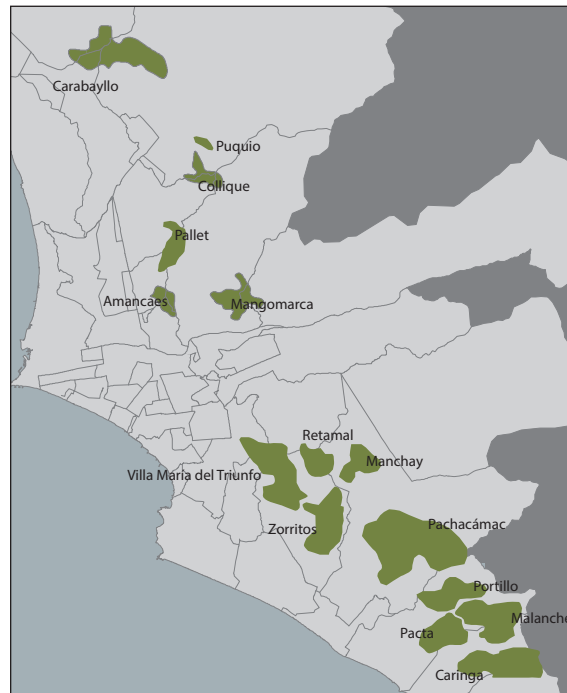 Carabayllo
Puquio
Collique
Pallet
Amancaes
Mangomarca
Retamal
Manchay
Villa María del Triunfo
Zorritos
Pachacámac
Portillo
Malanche
Pacta
Caringa